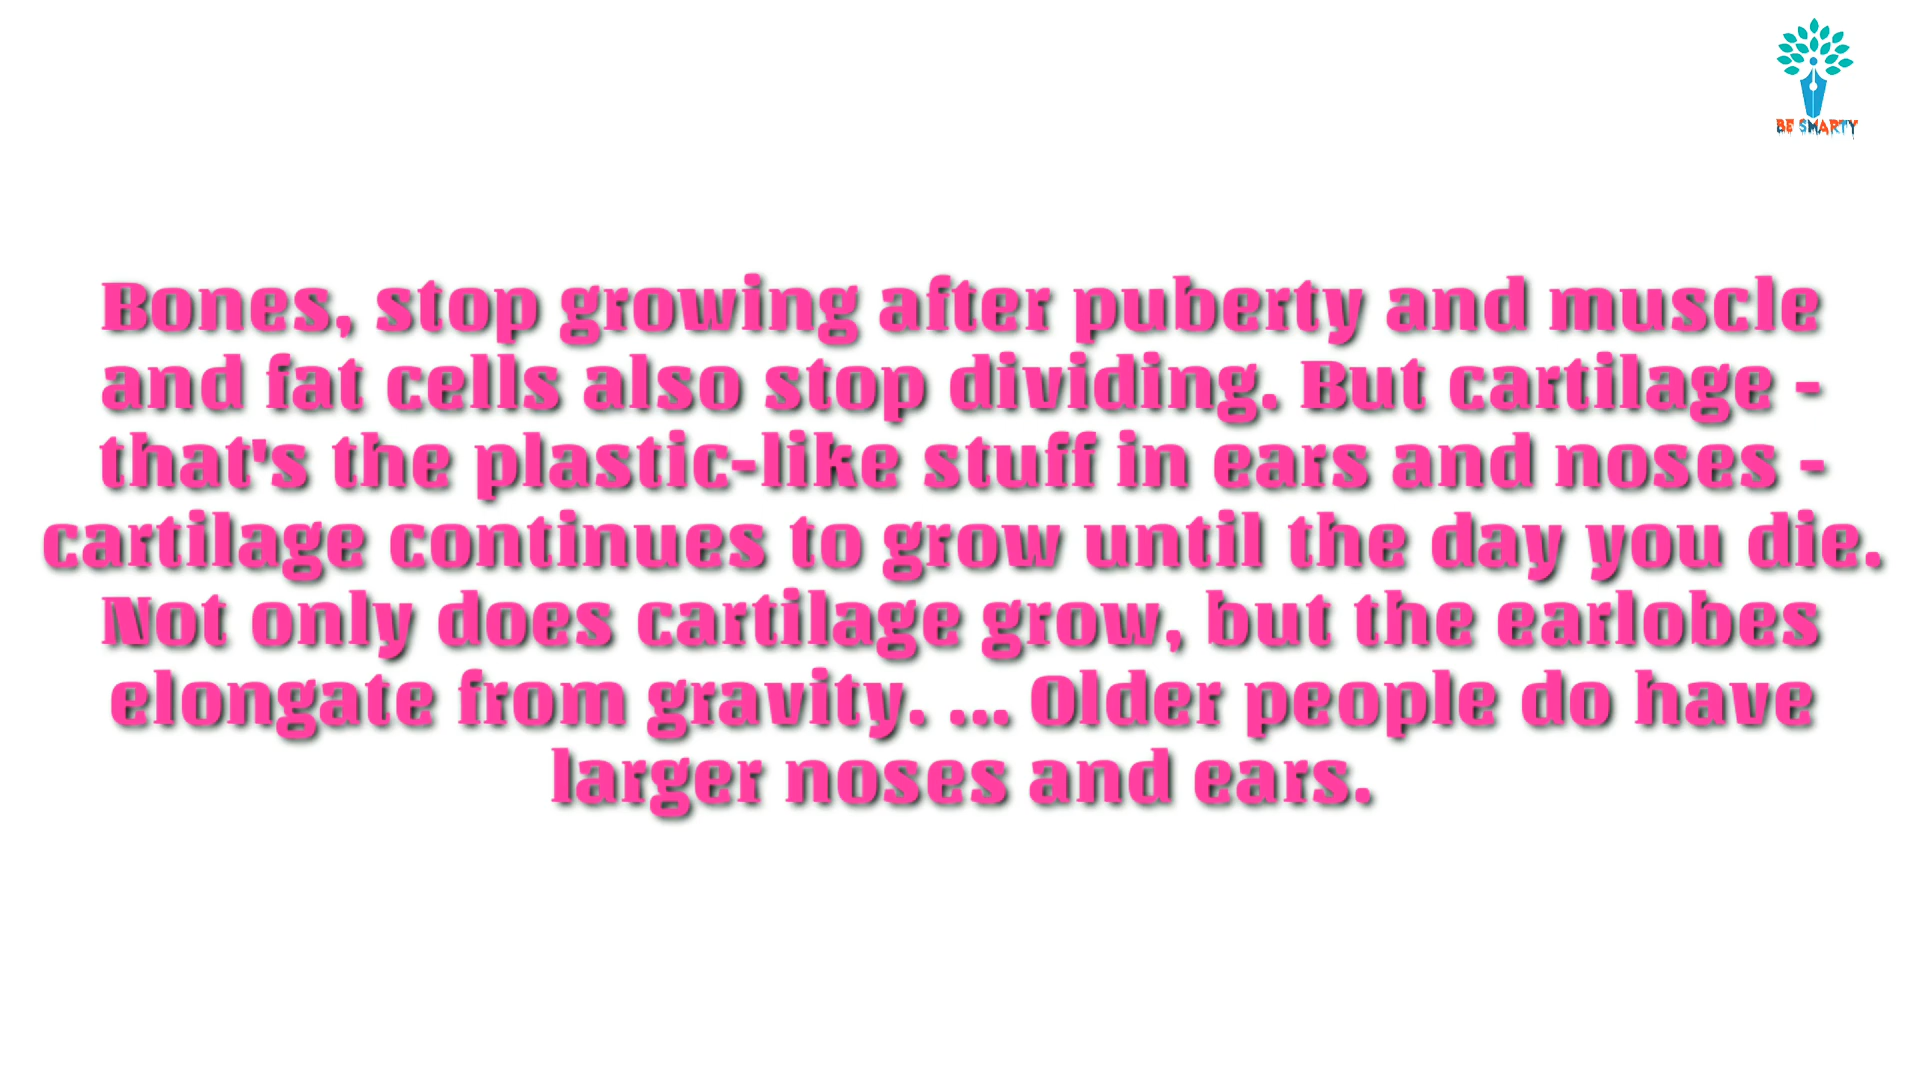 BE SMARTY
Bones, stop growing after puberty and muscle
and fat cells also stop dividing. But cartilage -
that's the plastic-like stuff in ears and noses -
cartilage continues to grow until the day you die.
Not only does cartilage grow, but the earlobes
elongate from gravity. ... Older people do have
larger noses and ears.